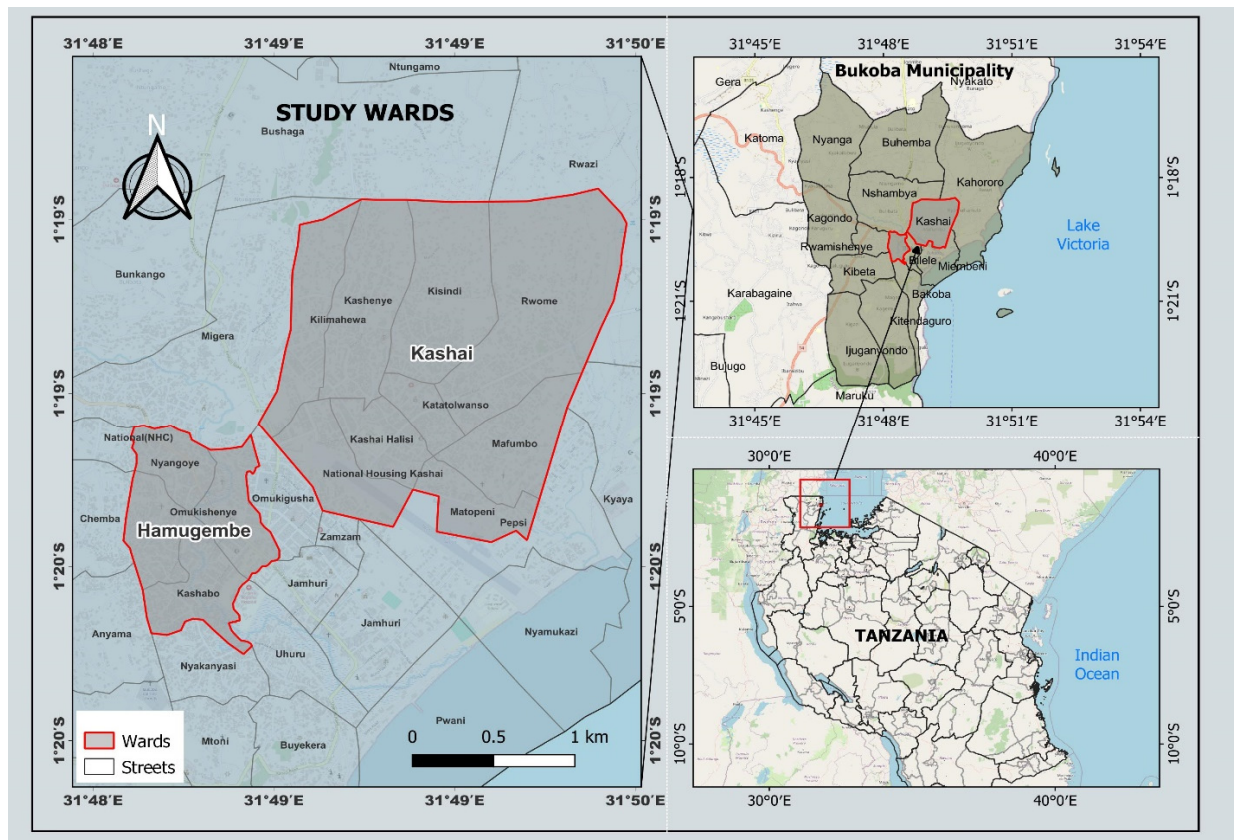 31°48'E 31°49'E 31°49'E 31°50'E
STUDY WARDS
N
Ntungamo
Bushaga
Rwazi
1°19'S
1°19'S
Bunkango
Kashenye
Kisindi
Rwome
Kilimahewa
Migera
Kashai
1°19'S
1°19'S
Katatolwanso
National(NHC)
Kashai Halisi
Mafumbo
Nyangoye
National Housing Kashai
Omukigusha
Kyaya
Chemba
Omukishenye
Matopeni
Hamugembe
Pepsi
Zamzam
1°20'S
1°20'S
Jamhuri
Kashabo
Jamhuri
Anyama
Nyamukazi
Uhuru
Nyakanyasi
Pwani
1°20'S
1°20'S
Buyekera
Wards
Streets
0 0.5 1 km
31°48'E 31°49'E 31°49'E 31°50'E
31°45'E 31°48'E 31°51'E 31°54'E
Bukoba Municipality
Gera
Nyakato
Katoma
Nyanga
Buhemba
1°18'S
1°18'S
Nshambya
Kahororo
Kagondo
Kashai
Lake
Victoria
Rwamishenye
Bilele
Miembeni
Kibeta
Karabagaine
Bakoba
1°21'S
1°21'S
Kitendaguro
Ijuganyondo
Bujugo
Maruku
31°45'E 31°48'E 31°51'E 31°54'E
30°0'E 40°0'E
5°0'S
5°0'S
TANZANIA
Indian
Ocean
10°0'S
10°0'S
30°0'E 40°0'E